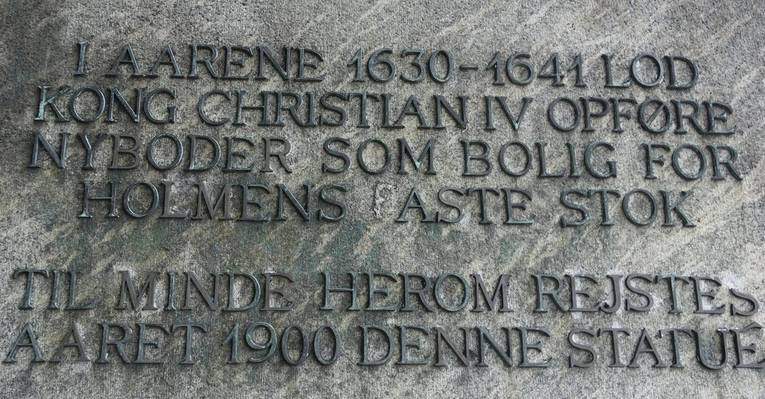 I AARENE 1630-1641 LOD
KONG CHRISTIAN IV OPFØRE
NYBODER SOM BOLIG FOR
HOLMENS ASTE STOK
TIL MINDE HEROM REJSTES
AARET 1900 DENNE STATUE